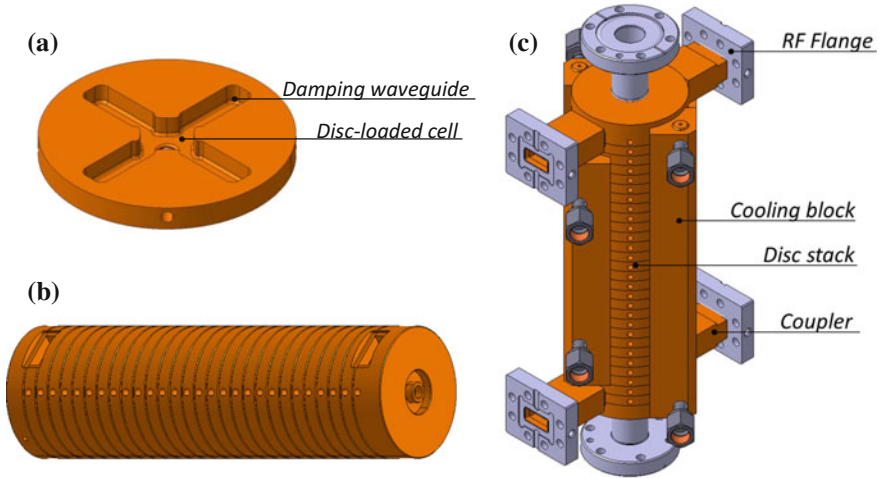 (a)
Damping waveguide
Disc-loaded cell
(b)
(c)
RF Flange
Cooling block
Disc stack
Coupler